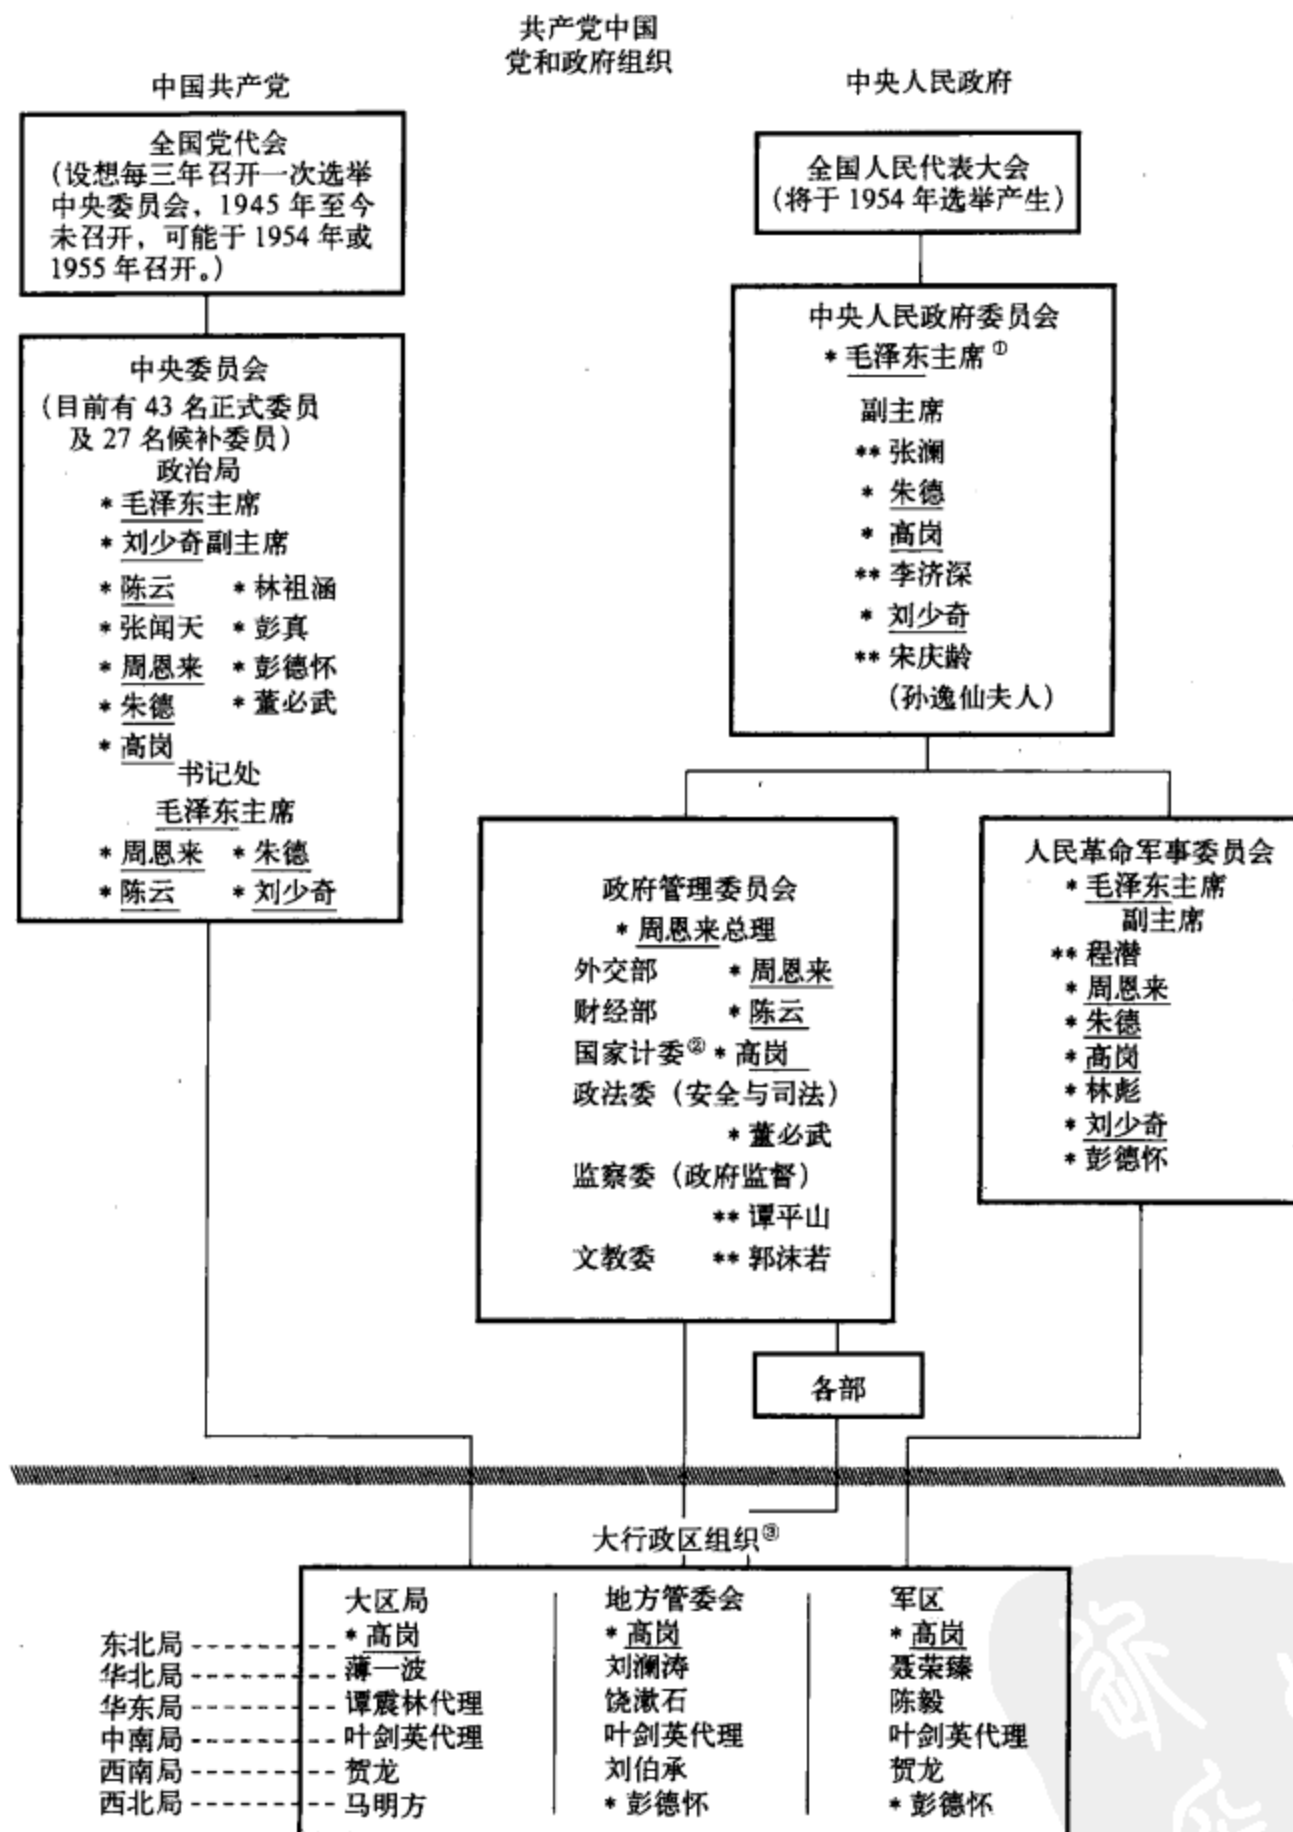 共产党中国
党和政府组织
中国共产党
全国党代会
(设想每三年召开一次选举
中央委员会，1945 年至今
未召开，可能于 1954 年或
1955 年召开。)
中央委员会
(目前有 43 名正式委员
及 27 名候补委员)
政治局
* 毛泽东主席
* 刘少奇副主席
* 陈云 * 林祖涵
* 张闻天 * 彭真
* 周恩来 * 彭德怀
* 朱德 * 董必武
* 高岗
书记处
毛泽东主席
* 周恩来 * 朱德
* 陈云 * 刘少奇
中央人民政府
全国人民代表大会
(将于 1954 年选举产生)
中央人民政府委员会
* 毛泽东主席①
副主席
** 张澜
* 朱德
* 高岗
** 李济深
* 刘少奇
** 宋庆龄
(孙逸仙夫人)
政府管理委员会
* 周恩来总理
外交部 * 周恩来
财经部 * 陈云
国家计委② * 高岗
政法委（安全与司法）
* 董必武
监察委（政府监督）
** 谭平山
文教委 ** 郭沫若
人民革命军事委员会
* 毛泽东主席
副主席
** 程潜
* 周恩来
* 朱德
* 高岗
* 林彪
* 刘少奇
* 彭德怀
各部
大行政区组织③
大区局 地方管委会 军区
东北局 * 高岗 * 高岗 * 高岗
华北局 薄一波 刘澜涛 聂荣臻
华东局 谭震林代理 饶漱石 陈毅
中南局 叶剑英代理 叶剑英代理 叶剑英代理
西南局 贺龙 刘伯承 贺龙
西北局 马明方 * 彭德怀 * 彭德怀